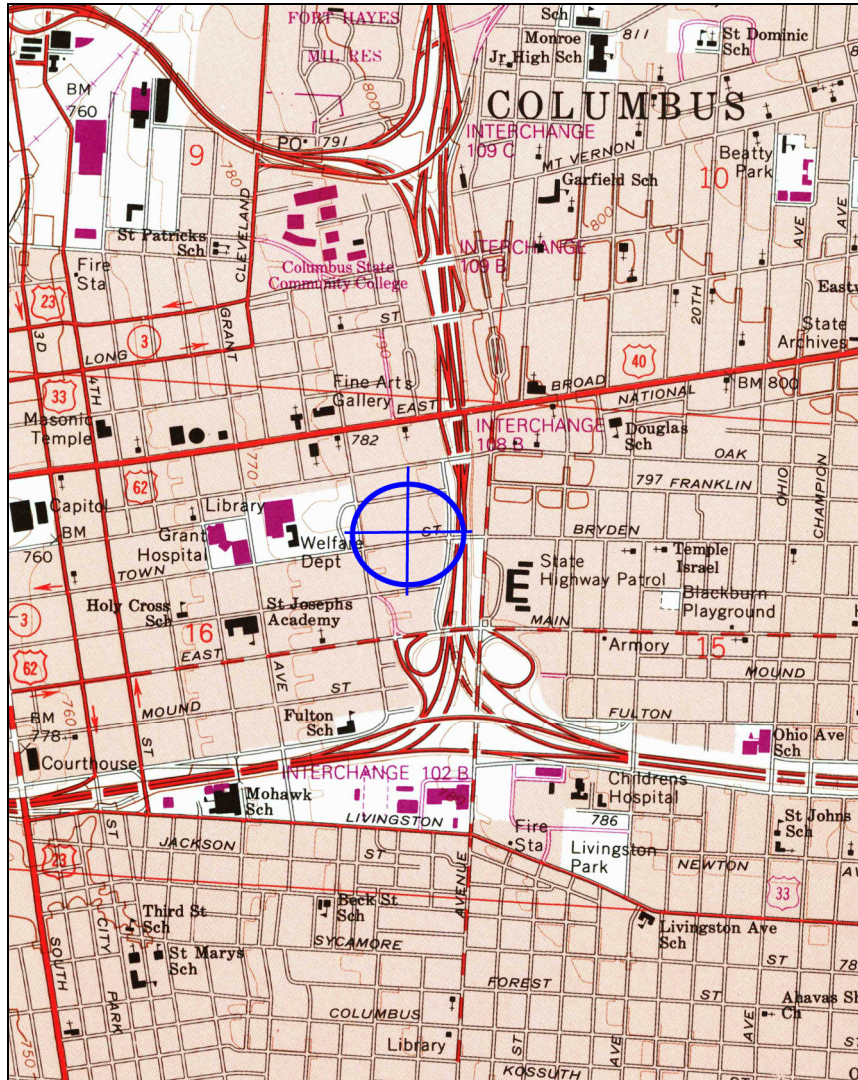 FORT HAYES
MIL RES
Sch
Monroe
Jr High Sch
811
St Dominic
Sch
BM
760
COLUMBUS
PO
791
800
INTERCHANGE
109 C
MT VERNON
Beatty
Park
9
780
10
Garfield Sch
800
CLEVELAND
AVE
AVE
St Patricks
Sch
Fire
Sta
Columbus State
Community College
INTERCHANGE
109 B
20TH
Easty
23
3D
LONG
3
GRANT
ST
790
State
Archives
40
33
4TH
Fine Arts
Gallery
EAST
BROAD
NATIONAL
BM 800
Masonic
Temple
782
INTERCHANGE
108 B
Douglas
Sch
OAK
770
62
797
FRANKLIN
OHIO
CHAMPION
Capitol
Library
BM
760
Grant
Hospital
Welfare
Dept
ST
BRYDEN
TOWN
State
Highway Patrol
Temple
Israel
Blackburn
Playground
Holy Cross
Sch
St Josephs
Academy
3
16
MAIN
Armory
15
EAST
62
AVE
MOUND
ST
MOUND
760
BM
778
ST
Fulton
Sch
FULTON
Ohio Ave
Sch
Courthouse
INTERCHANGE 102 B
Mohawk
Sch
Childrens
Hospital
LIVINGSTON
786
St Johns
Sch
ST
JACKSON
ST
Fire
Sta
Livingston
Park
NEWTON
AV
23
AVENUE
33
Third St
Sch
Beck St
Sch
CITY
SYCAMORE
Livingston Ave
Sch
SOUTH
St Marys
Sch
ST
78
PARK
FOREST
ST
COLUMBUS
Ahavas Sh
Ch
Library
ST
AVE
AVE
750
KOSSUTH
ST